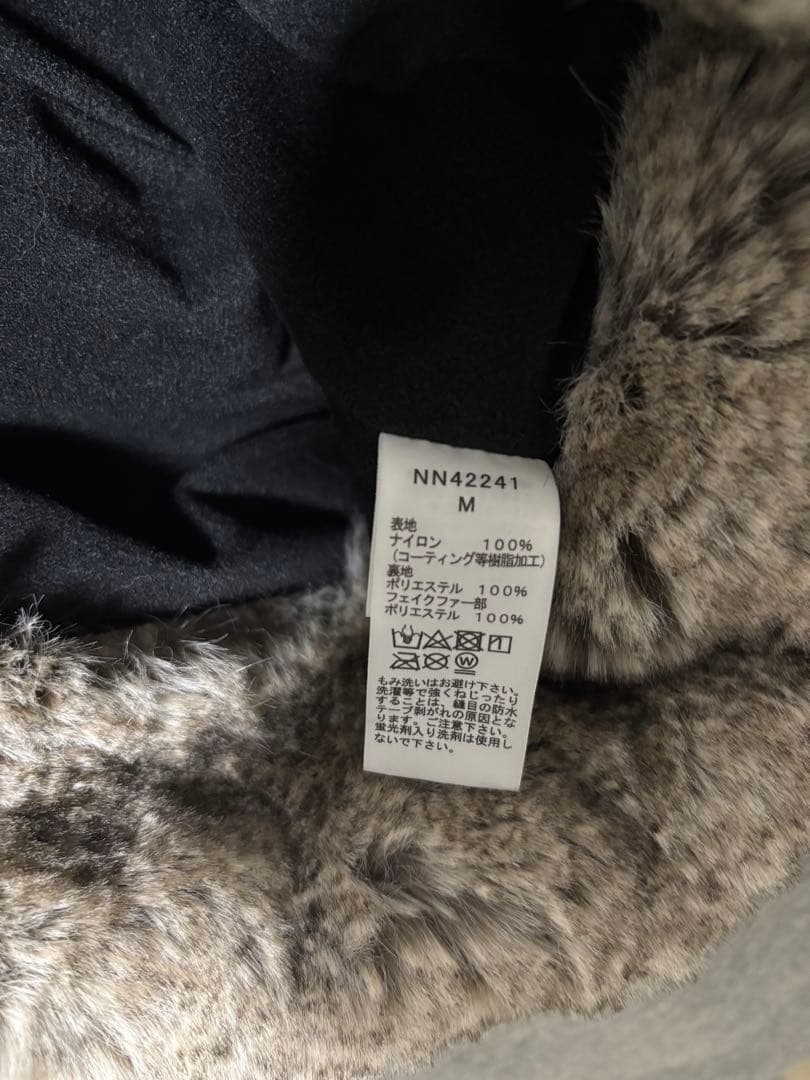 NN42241
M
表地
ナイロン 100%
(コーティング等樹脂加工)
裏地
ポリエステル 100%
フェイクファー部
ポリエステル 100%
W
もみ洗いはお避け下さい。
洗濯等で強くねじったり
することは、縫目の防水
テープ剥がれの原因とな
ります。ご注意下さい。
蛍光剤入り洗剤は使用し
ないで下さい。